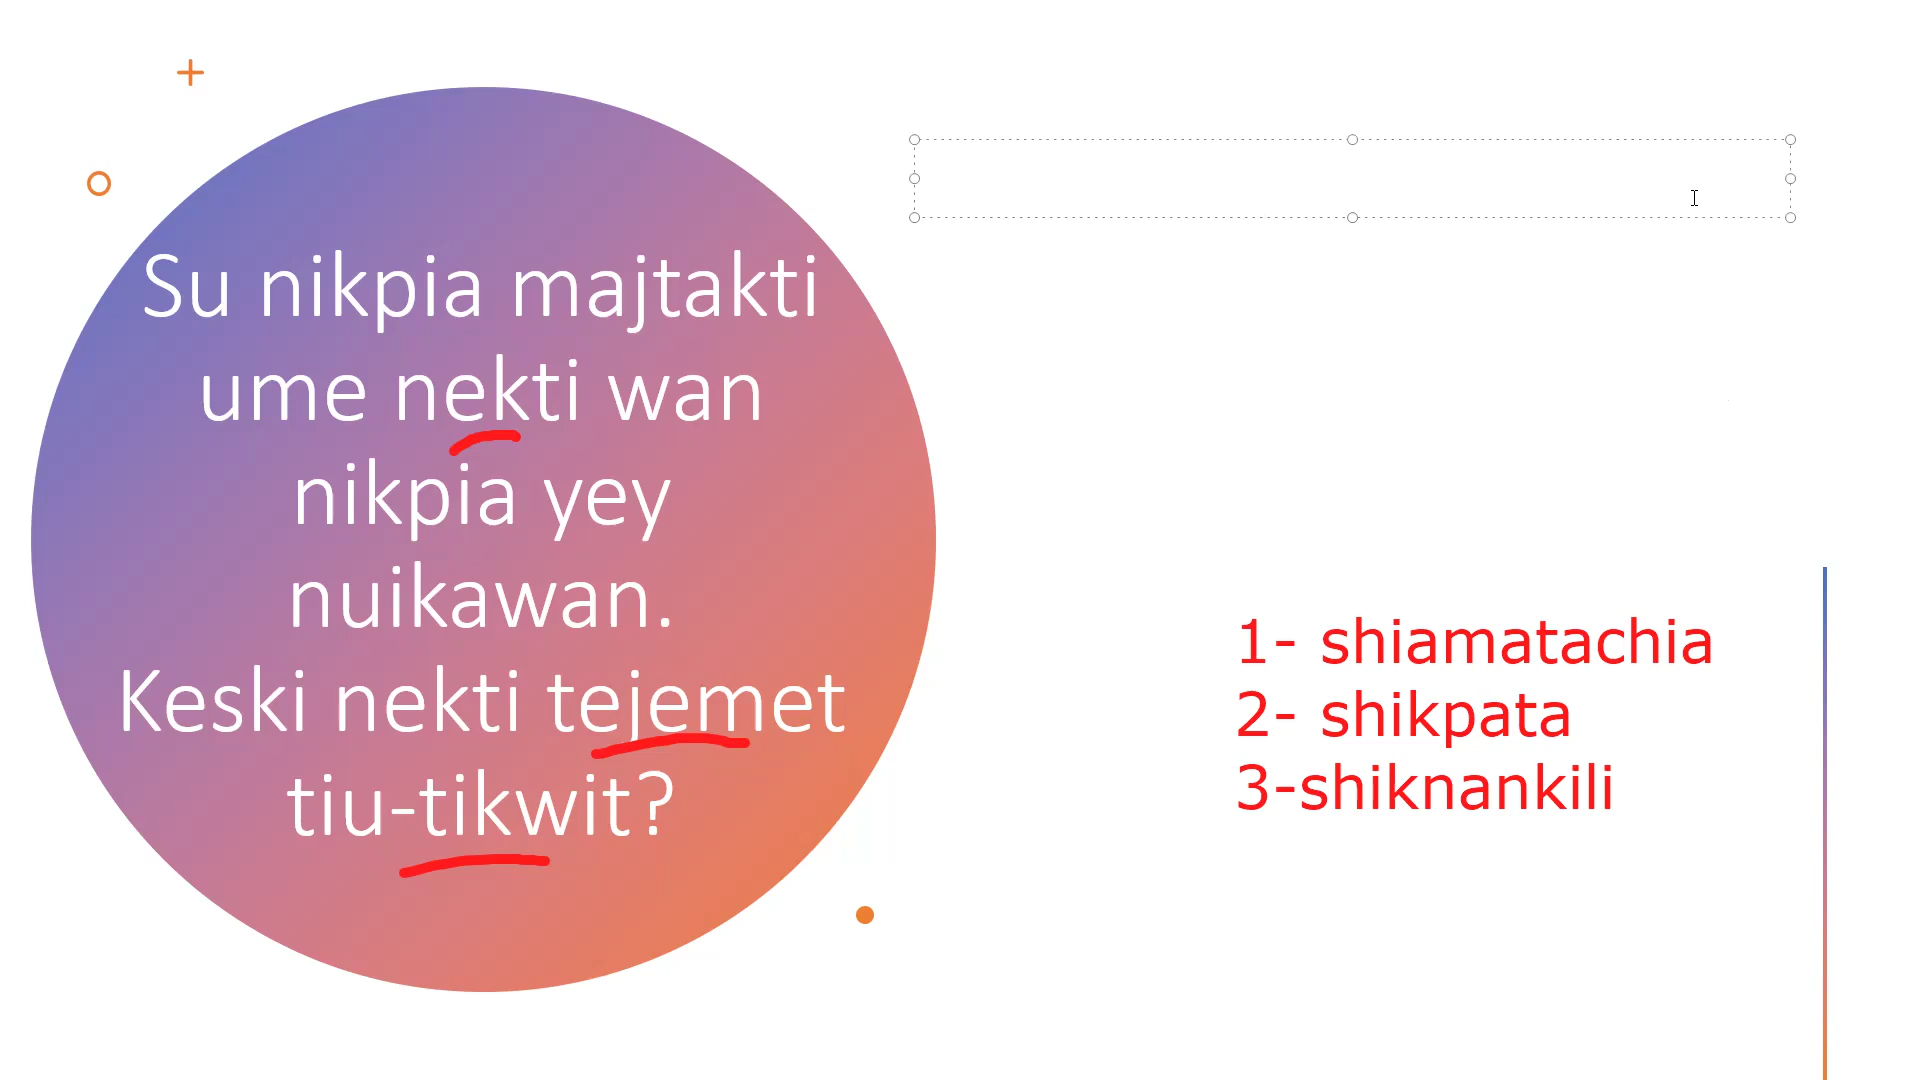 Su nikpia majtakti
ume nekti wan
nikpia yey
nuikawan.
Keski nekti tejemet
tiu-tikwit?
1- shiamatachia
2- shikpata
3-shiknankili